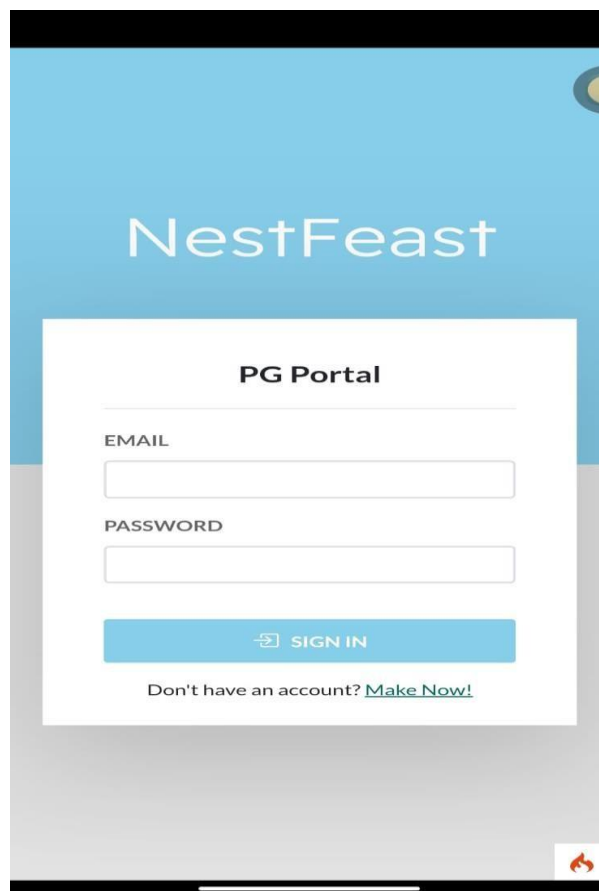 NestFeast
PG Portal
EMAIL
PASSWORD
SIGN IN
Don't have an account? Make Now!